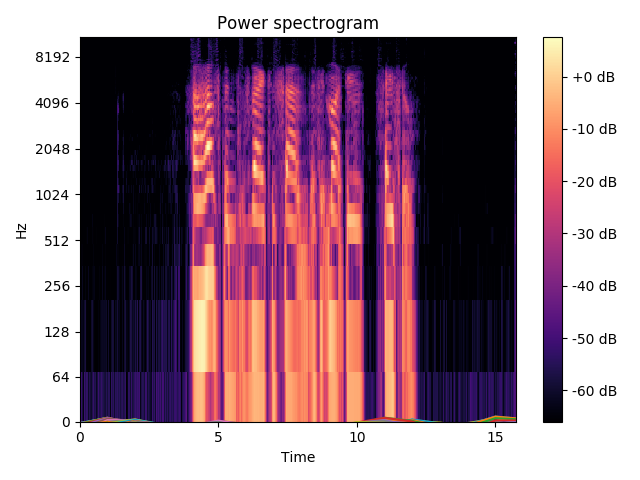 Power spectrogram
8192
4096
2048
1024
512
256
128
64
0
Hz
0 5 10 15
Time
+0 dB
-10 dB
-20 dB
-30 dB
-40 dB
-50 dB
-60 dB